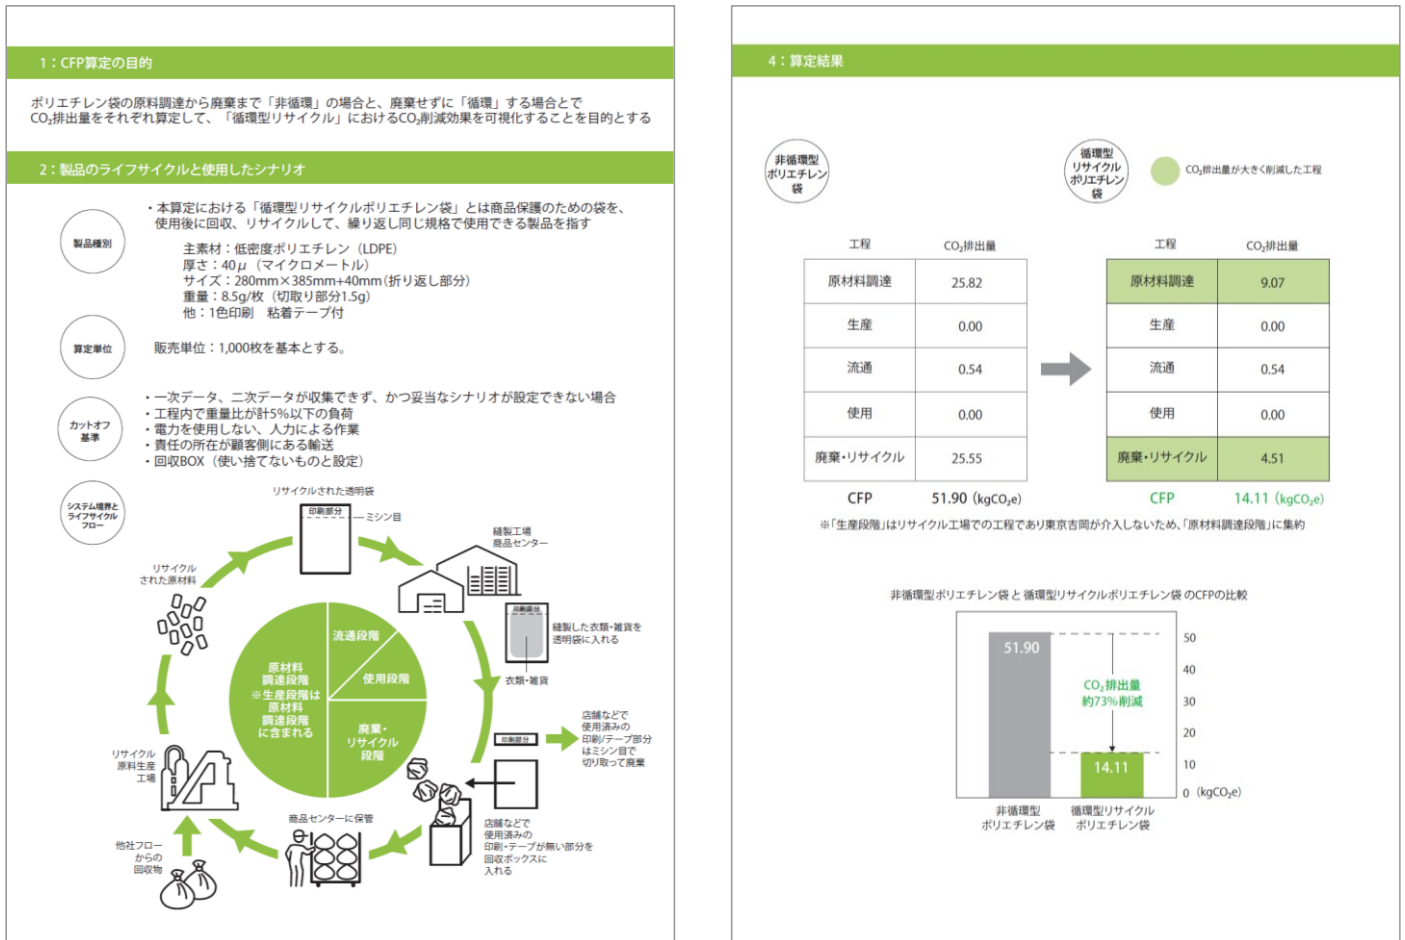 1：CFP算定の目的
ポリエチレン袋の原料調達から廃棄まで「非循環」の場合と、廃棄せずに「循環」する場合とで
CO₂排出量をそれぞれ算定して、「循環型リサイクル」におけるCO₂削減効果を可視化することを目的とする
2：製品のライフサイクルと使用したシナリオ
製品種別
・本算定における「循環型リサイクルポリエチレン袋」とは商品保護のための袋を、
使用後に回収、リサイクルして、繰り返し同じ規格で使用できる製品を指す
主素材：低密度ポリエチレン（LDPE）
厚さ：40μ（マイクロメートル）
サイズ：280mm×385mm+40mm(折り返し部分)
重量：8.5g/枚（切取り部分1.5g）
他：1色印刷　粘着テープ付
算定単位
販売単位：1,000枚を基本とする。
カットオフ
基準
・一次データ、二次データが収集できず、かつ妥当なシナリオが設定できない場合
・工程内で重量比が計5%以下の負荷
・電力を使用しない、人力による作業
・責任の所在が顧客側にある輸送
・回収BOX（使い捨てないものと設定）
システム境界と
ライフサイクル
フロー
リサイクルされた透明袋
印刷部分
ミシン目
縫製工場
商品センター
印刷部分
縫製した衣類・雑貨を
透明袋に入れる
衣類・雑貨
店舗などで
使用済みの
印刷/テープ部分
はミシン目で
切り取って廃棄
印刷部分
店舗などで
使用済みの
印刷・テープが無い部分を
回収ボックスに
入れる
商品センターに保管
他社フロー
からの
回収物
リサイクル
原料生産
工場
リサイクル
された原材料
原材料
調達段階
※生産段階は
原材料
調達段階
に含まれる
流通段階
使用段階
廃棄・
リサイクル
段階
4：算定結果
非循環型
ポリエチレン
袋
循環型
リサイクル
ポリエチレン
袋
CO₂排出量が大きく削減した工程
工程 CO₂排出量
原材料調達 25.82
生産 0.00
流通 0.54
使用 0.00
廃棄・リサイクル 25.55
CFP 51.90（kgCO₂e）
工程 CO₂排出量
原材料調達 9.07
生産 0.00
流通 0.54
使用 0.00
廃棄・リサイクル 4.51
CFP 14.11（kgCO₂e）
※「生産段階」はリサイクル工場での工程であり東京吉岡が介入しないため、「原材料調達段階」に集約
非循環型ポリエチレン袋 と 循環型リサイクルポリエチレン袋 のCFPの比較
51.90
CO₂排出量
約73%削減
14.11
50
40
30
20
10
0（kgCO₂e）
非循環型
ポリエチレン袋
循環型リサイクル
ポリエチレン袋